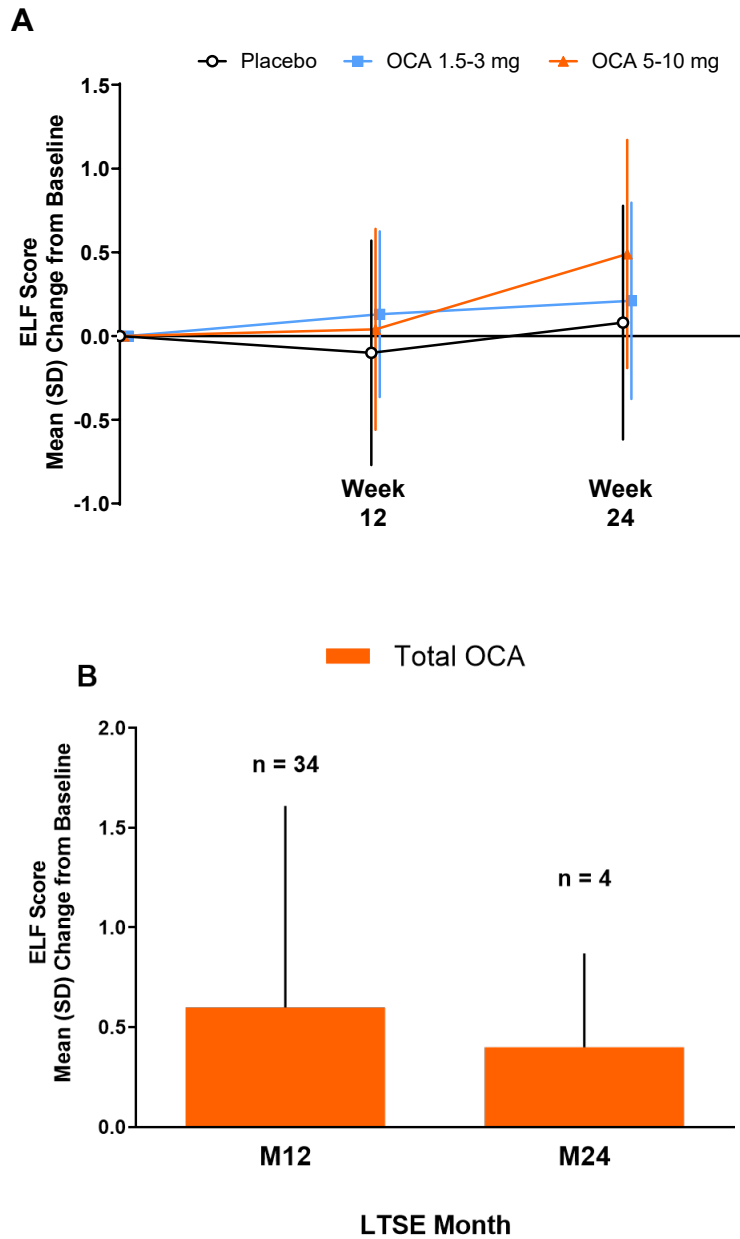 A
Placebo
OCA 1.5-3 mg
OCA 5-10 mg
ELF Score
Mean (SD) Change from Baseline
1.5
1.0
0.5
0.0
-0.5
-1.0
Week
12
Week
24
Total OCA
B
ELF Score
Mean (SD) Change from Baseline
2.0
1.5
1.0
0.5
0.0
n = 34
n = 4
M12
M24
LTSE Month